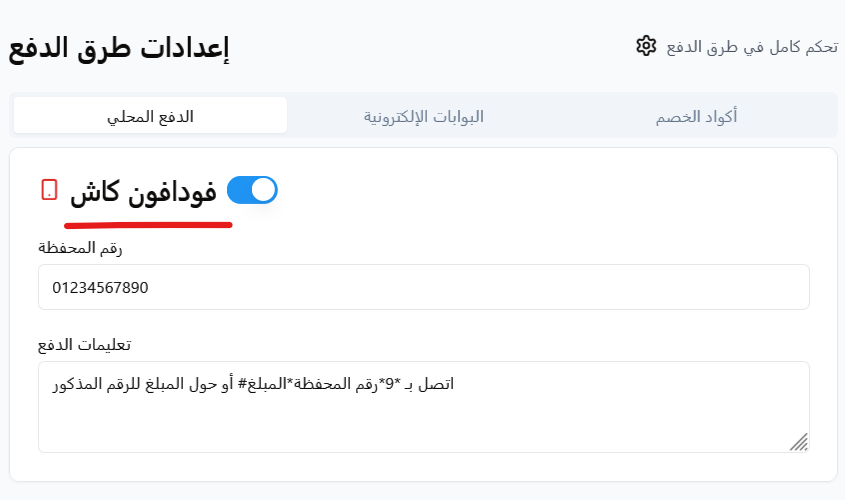 إعدادات طرق الدفع
تحكم كامل في طرق الدفع
الدفع المحلي
البوابات الإلكترونية
أكواد الخصم
فودافون كاش
رقم المحفظة
01234567890
تعليمات الدفع
اتصل بـ *9*رقم المحفظة*المبلغ# أو حول المبلغ للرقم المذكور